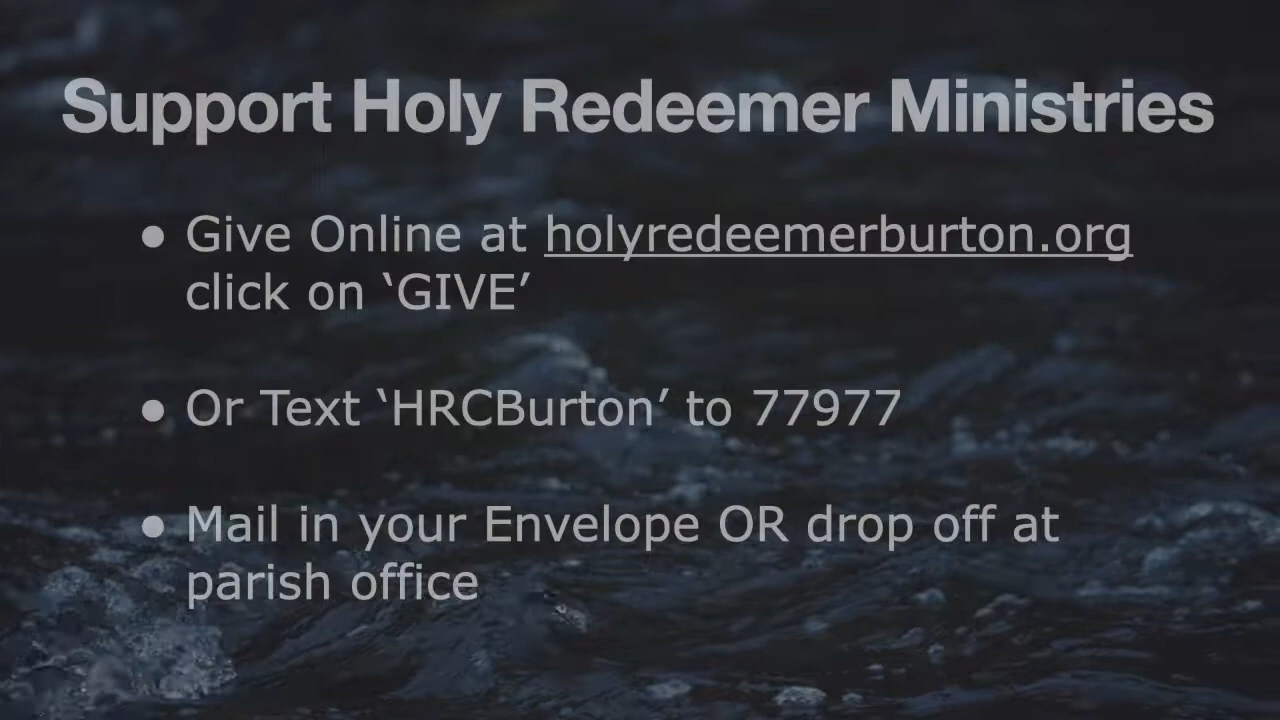 Support Holy Redeemer Ministries
● Give Online at holyredeemerburton.org
click on ‘GIVE’
● Or Text ‘HRCBurton’ to 77977
● Mail in your Envelope OR drop off at
parish office